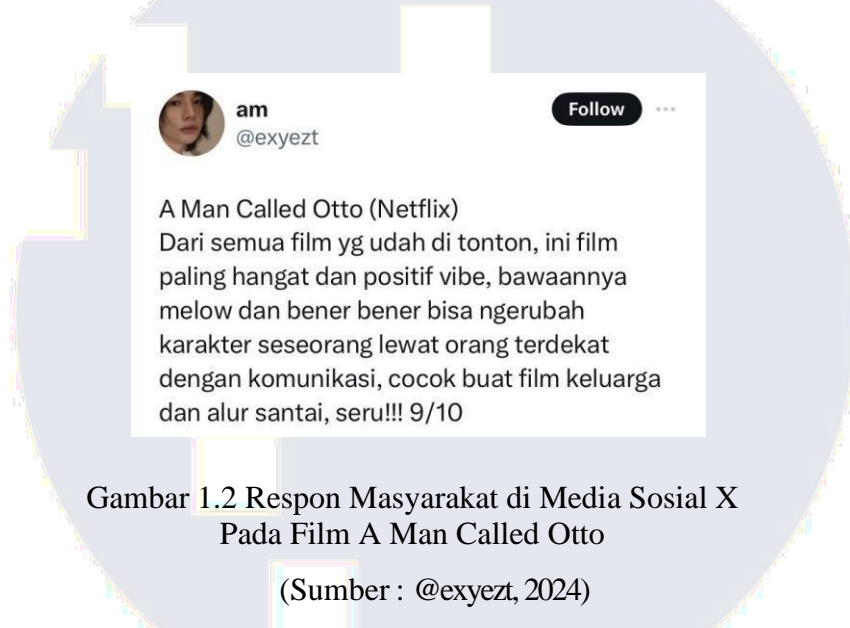 am
Follow
@exyezt
A Man Called Otto (Netflix)
Dari semua film yg udah di tonton, ini film
paling hangat dan positif vibe, bawaannya
melow dan bener bener bisa ngerubah
karakter seseorang lewat orang terdekat
dengan komunikasi, cocok buat film keluarga
dan alur santai, seru!!! 9/10
Gambar 1.2 Respon Masyarakat di Media Sosial X
Pada Film A Man Called Otto
(Sumber : @exyezt, 2024)